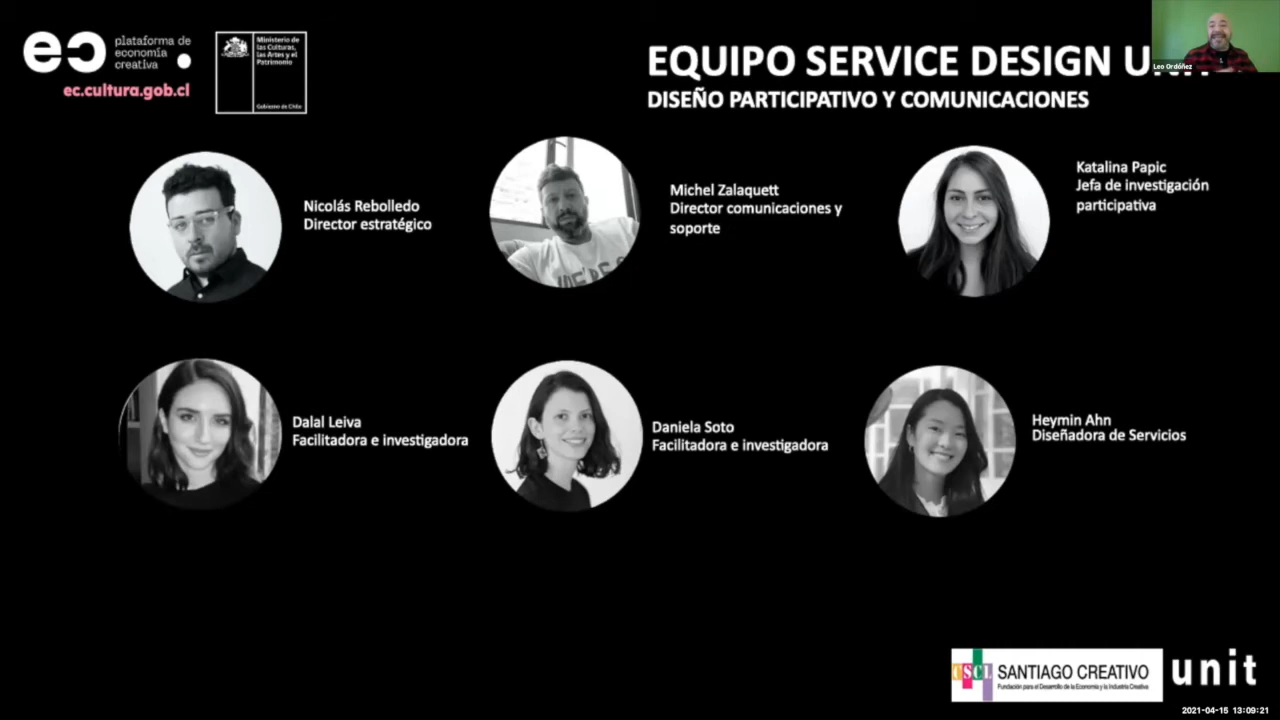 ec
plataforma de
economía
creativa
ec.cultura.gob.cl
Ministerio de
las Culturas,
las Artes y el
Patrimonio
Gobierno de Chile
EQUIPO SERVICE DESIGN
DISEÑO PARTICIPATIVO Y COMUNICACIONES
Leo Ordóñez
Nicolás Rebolledo
Director estratégico
Michel Zalaquett
Director comunicaciones y
soporte
Katalina Papic
Jefa de investigación
participativa
Dalal Leiva
Facilitadora e investigadora
Daniela Soto
Facilitadora e investigadora
Heymin Ahn
Diseñadora de Servicios
CSCL
SANTIAGO CREATIVO
Fundación para el Desarrollo de la Economía y la Industria Creativa
unit
2021-04-15 13:09:21